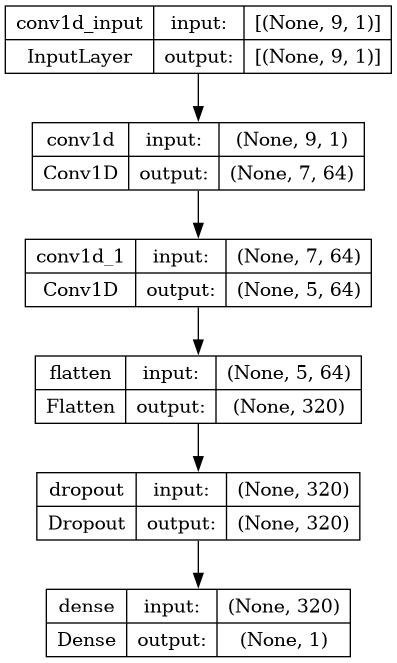 conv1d_input input: [(None, 9, 1)]
InputLayer output: [(None, 9, 1)]
conv1d input: (None, 9, 1)
Conv1D output: (None, 7, 64)
conv1d_1 input: (None, 7, 64)
Conv1D output: (None, 5, 64)
flatten input: (None, 5, 64)
Flatten output: (None, 320)
dropout input: (None, 320)
Dropout output: (None, 320)
dense input: (None, 320)
Dense output: (None, 1)